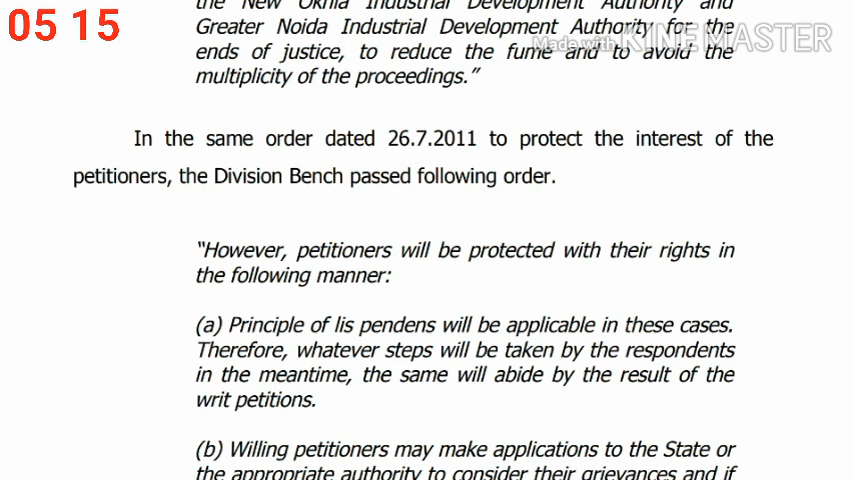 05 15
the New Okhla Industrial Development Authority and
Greater Noida Industrial Development Authority for the
ends of justice, to reduce the fume and to avoid the
Made with KINEMASTER
multiplicity of the proceedings.”
In the same order dated 26.7.2011 to protect the interest of the
petitioners, the Division Bench passed following order.
“However, petitioners will be protected with their rights in
the following manner:
(a) Principle of lis pendens will be applicable in these cases.
Therefore, whatever steps will be taken by the respondents
in the meantime, the same will abide by the result of the
writ petitions.
(b) Willing petitioners may make applications to the State or
the appropriate authority to consider their grievances and if